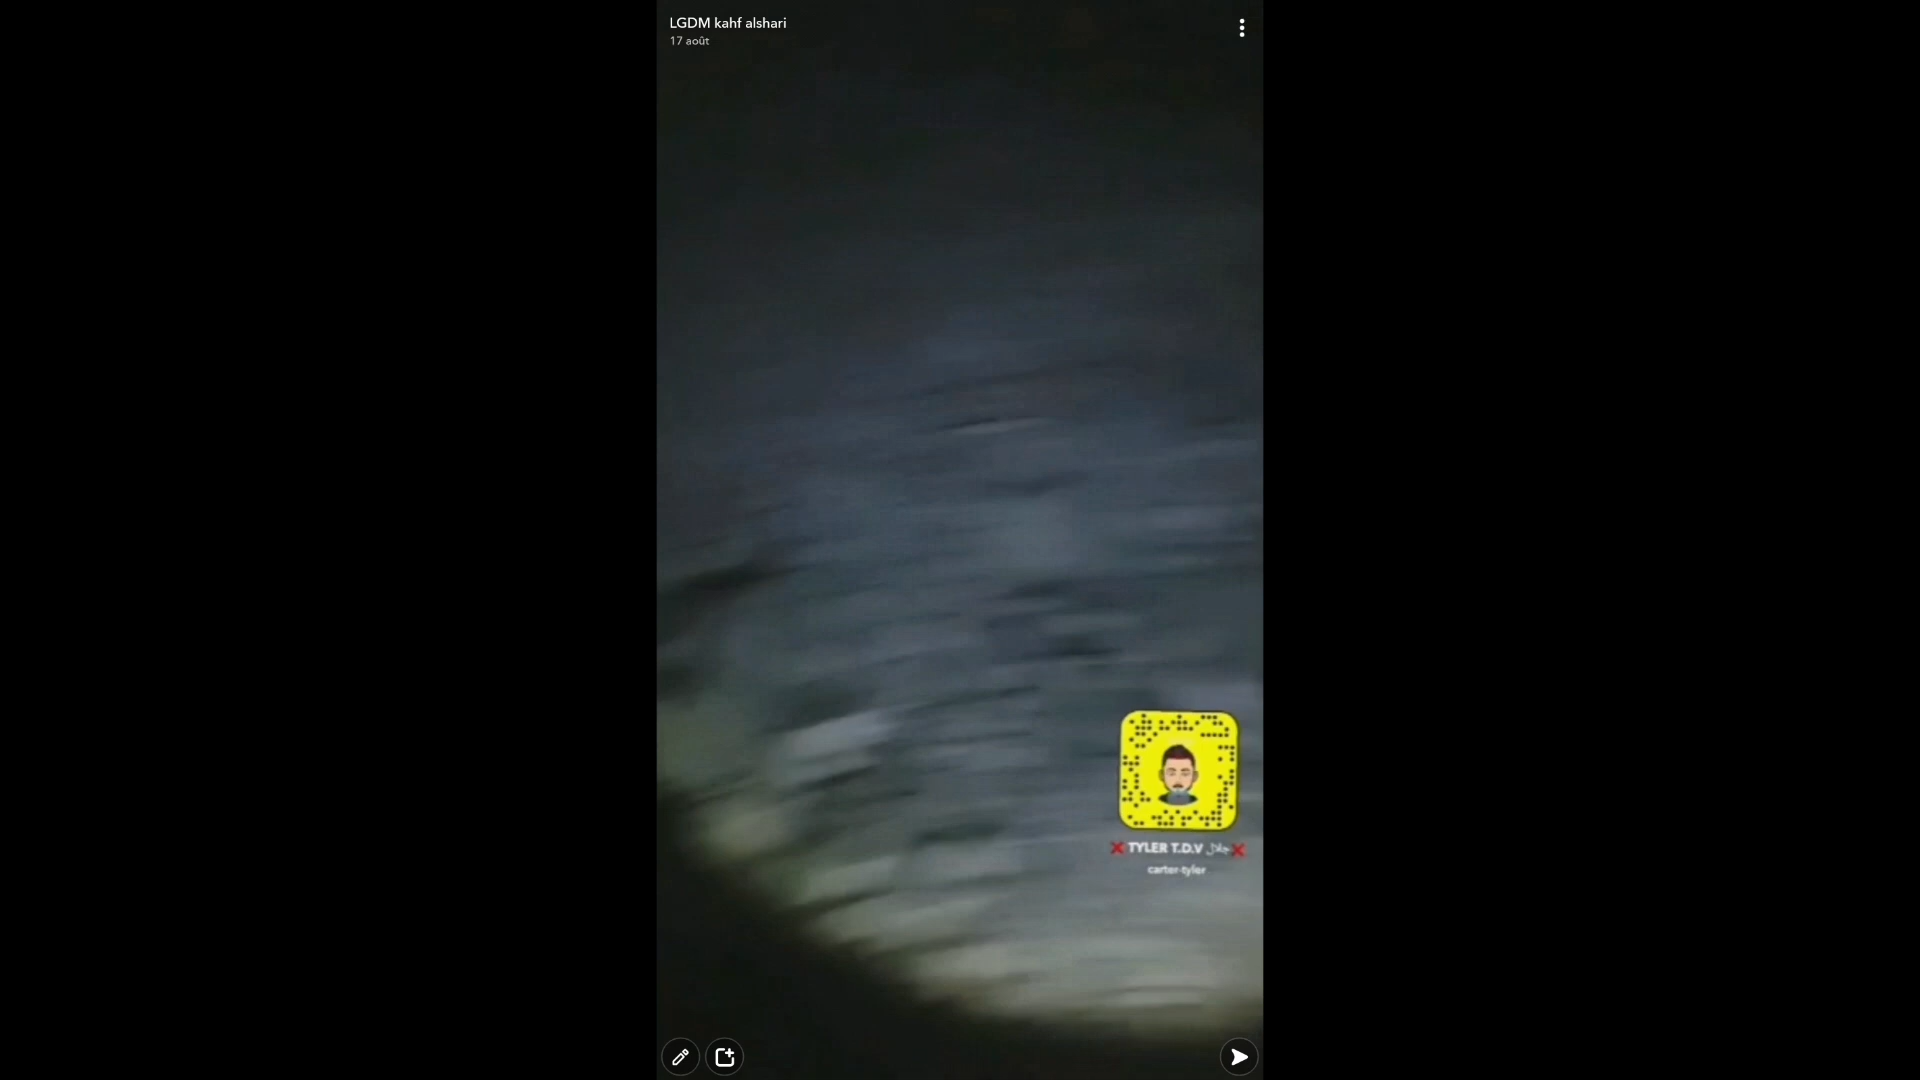 LGDM kahf alshari
17 août
❌ TYLER T.D.V جلال ❌
carter-tyler